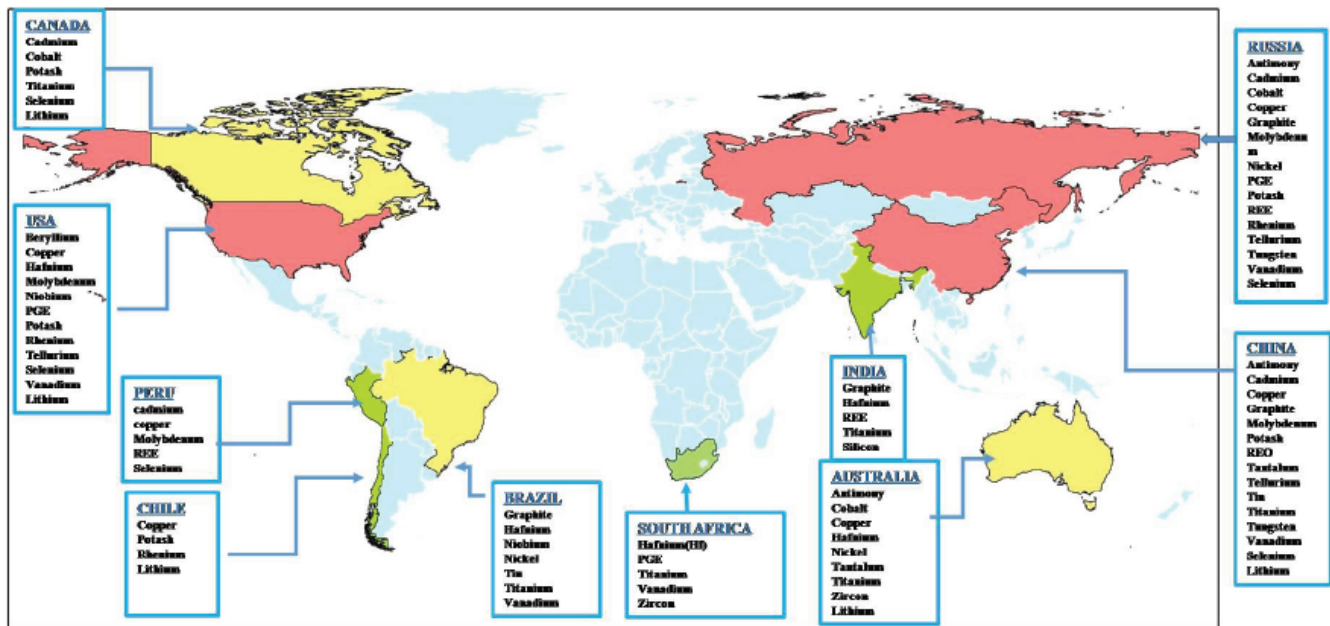 CANADA
Cadmium
Cobalt
Potash
Titanium
Selenium
Lithium
USA
Beryllium
Copper
Hafnium
Molybdenum
Niobium
PGE
Potash
Rhenium
Tellurium
Selenium
Vanadium
Lithium
PERU
cadmium
copper
Molybdenum
REE
Selenium
CHILE
Copper
Potash
Rhenium
Lithium
BRAZIL
Graphite
Hafnium
Niobium
Nickel
Tin
Titanium
Vanadium
SOUTH AFRICA
Hafnium(Hf)
PGE
Titanium
Vanadium
Zircon
INDIA
Graphite
Hafnium
REE
Titanium
Silicon
AUSTRALIA
Antimony
Cobalt
Copper
Hafnium
Nickel
Tantalum
Titanium
Zircon
Lithium
RUSSIA
Antimony
Cadmium
Cobalt
Copper
Graphite
Molybdenu
m
Nickel
PGE
Potash
REE
Rhenium
Tellurium
Tungsten
Vanadium
Selenium
CHINA
Antimony
Cadmium
Copper
Graphite
Molybdenum
Potash
REO
Tantalum
Tellurium
Tin
Titanium
Tungsten
Vanadium
Selenium
Lithium